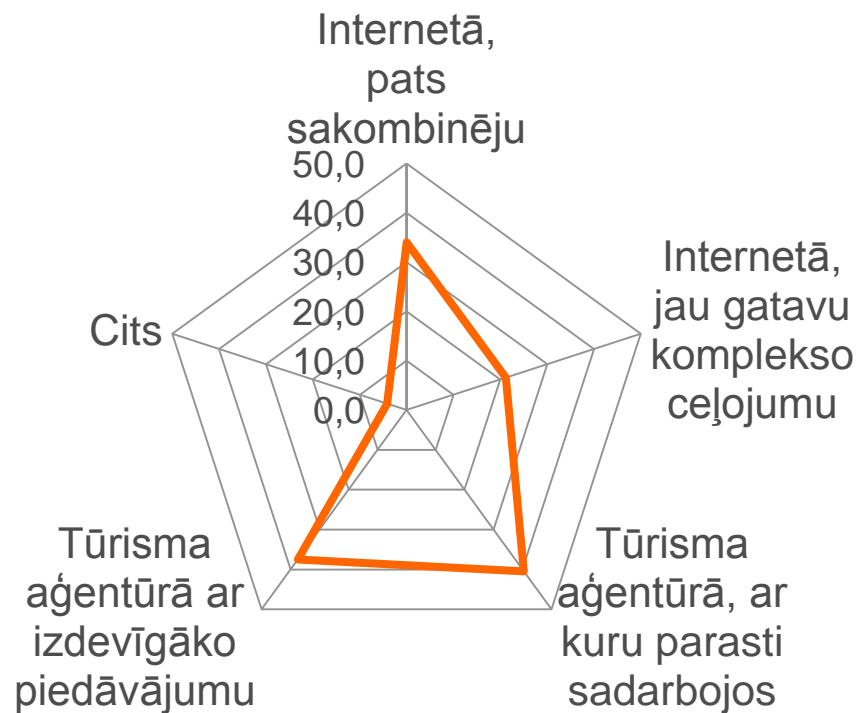 Internetā,
pats
sakombinēju
50,0
40,0
30,0
20,0
10,0
0,0
Internetā,
jau gatavu
komplekso
ceļojumu
Tūrisma
aģentūrā, ar
kuru parasti
sadarbojos
Tūrisma
aģentūrā ar
izdevīgāko
piedāvājumu
Cits